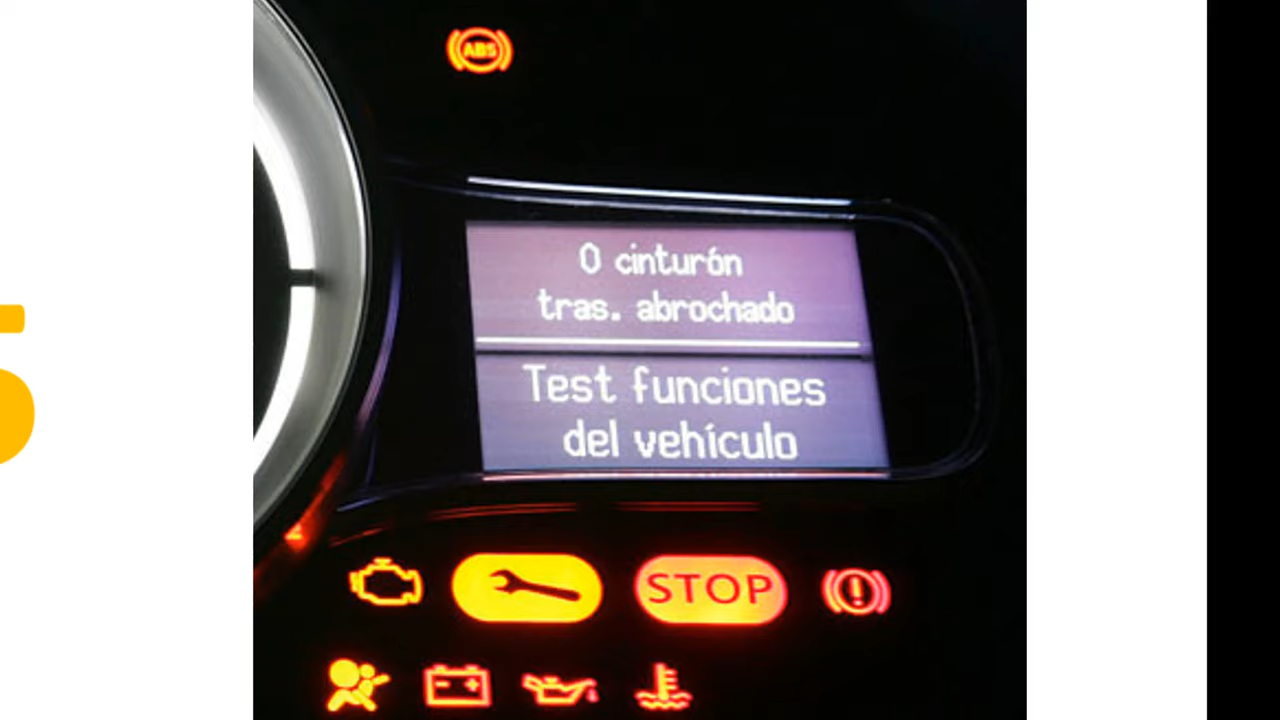 ABS
0 cinturón
tras. abrochado
Test funciones
del vehículo
STOP